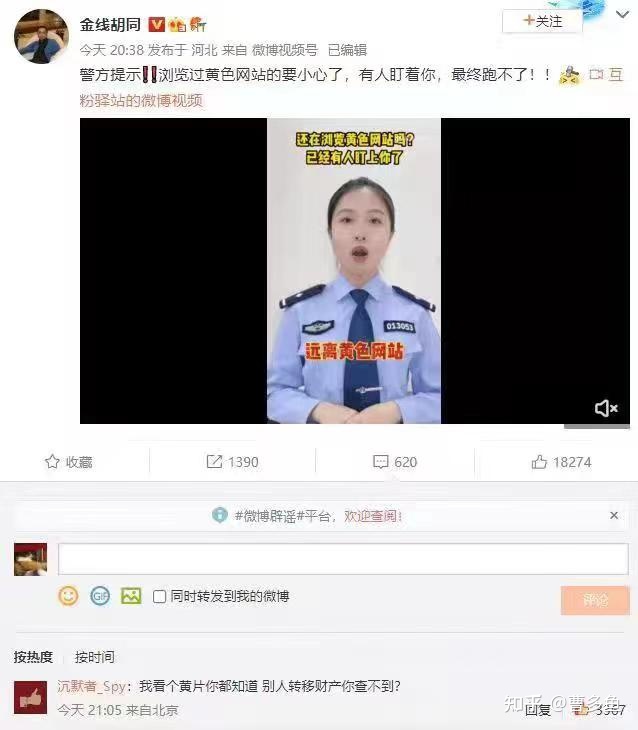 金线胡同
+关注
今天 20:38 发布于 河北 来自 微博视频号 已编辑
警方提示‼浏览过黄色网站的要小心了，有人盯着你，最终跑不了！！ 互
粉驿站的微博视频
还在浏览黄色网站吗？
已经有人盯上你了
013053
远离黄色网站
收藏 1390 620 18274
#微博辟谣#平台，欢迎查阅！
GIF 同时转发到我的微博 评论
按热度 按时间
沉默者_Spy：我看个黄片你都知道 别人转移财产你查不到?
今天 21:05 来自北京 回复 3367
知乎 @曹多鱼